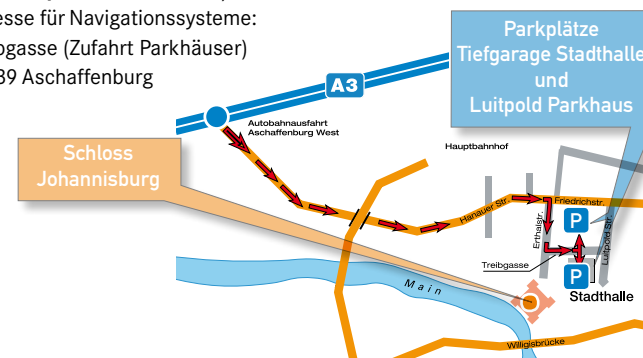 esse für Navigationssysteme:
bgasse (Zufahrt Parkhäuser)
39 Aschaffenburg
Parkplätze
Tiefgarage Stadthalle
und
Luitpold Parkhaus
A3
Autobahnausfahrt
Aschaffenburg West
Hauptbahnhof
Schloss
Johannisburg
Hanauer Str.
Friedrichstr.
Erthalstr.
Luitpold Str.
P
Treibgasse
P
Stadthalle
Main
Willigisbrücke